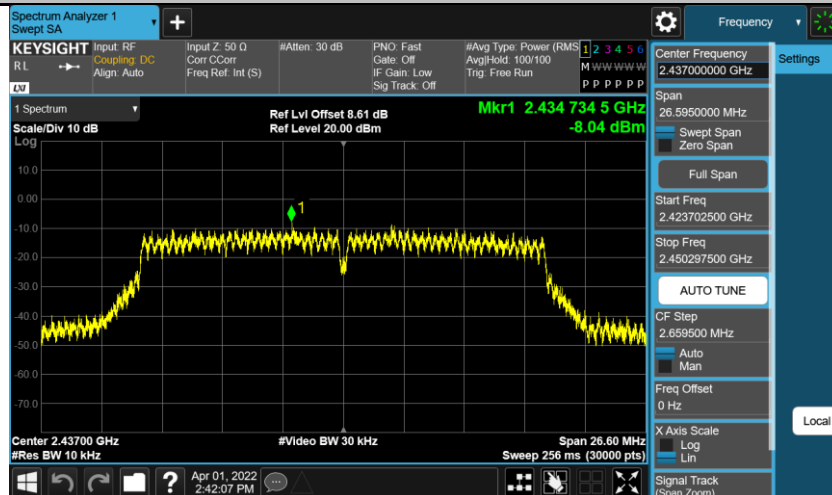 Spectrum Analyzer 1
Swept SA
Frequency
KEYSIGHT
RL
LXI
Input: RF
Coupling: DC
Align: Auto
Input Z: 50 Ω
Corr CCorr
Freq Ref: Int (S)
#Atten: 30 dB
PNO: Fast
Gate: Off
IF Gain: Low
Sig Track: Off
#Avg Type: Power (RMS
Avg|Hold: 100/100
Trig: Free Run
1 2 3 4 5 6
M W W W W W
P P P P P P
1 Spectrum
Scale/Div 10 dB
Log
Ref Lvl Offset 8.61 dB
Ref Level 20.00 dBm
Mkr1 2.434 734 5 GHz
-8.04 dBm
10.0
0.00
-10.0
-20.0
-30.0
-40.0
-50.0
-60.0
-70.0
1
Center 2.43700 GHz
#Res BW 10 kHz
#Video BW 30 kHz
Span 26.60 MHz
Sweep 256 ms (30000 pts)
Apr 01, 2022
2:42:07 PM
Center Frequency
2.437000000 GHz
Span
26.5950000 MHz
Swept Span
Zero Span
Full Span
Start Freq
2.423702500 GHz
Stop Freq
2.450297500 GHz
AUTO TUNE
CF Step
2.659500 MHz
Auto
Man
Freq Offset
0 Hz
X Axis Scale
Log
Lin
Signal Track
(Span Zoom)
Settings
Local